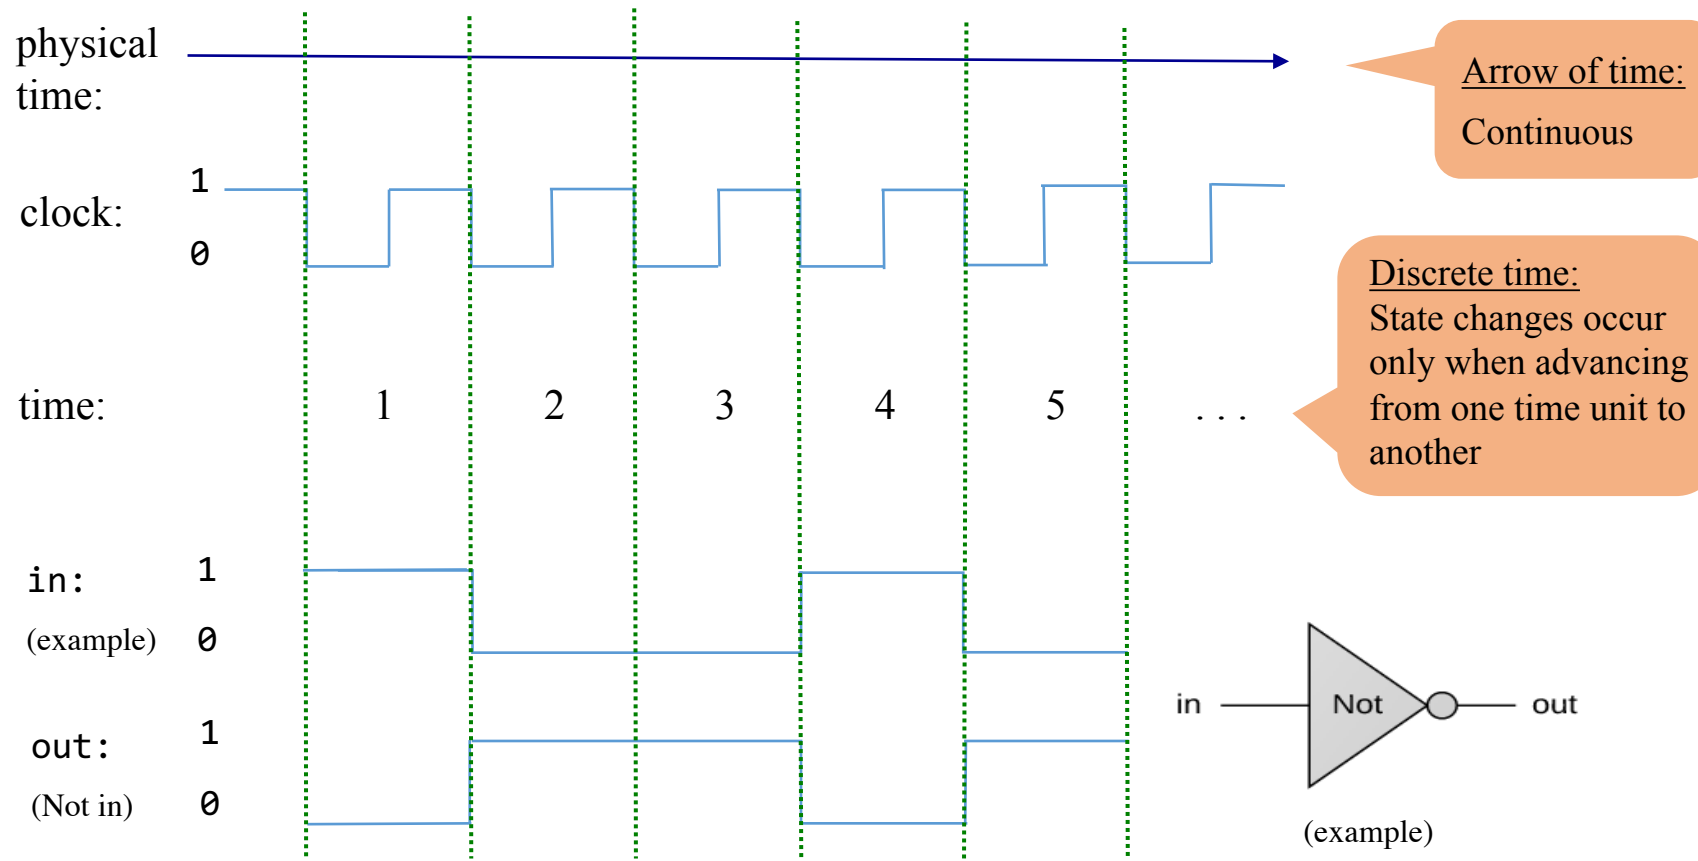 physical
time:
Arrow of time:
Continuous
clock:
1
0
Discrete time:
State changes occur
only when advancing
from one time unit to
another
time:
1 2 3 4 5 . . .
in:
(example)
1
0
out:
(Not in)
1
0
in Not out
(example)